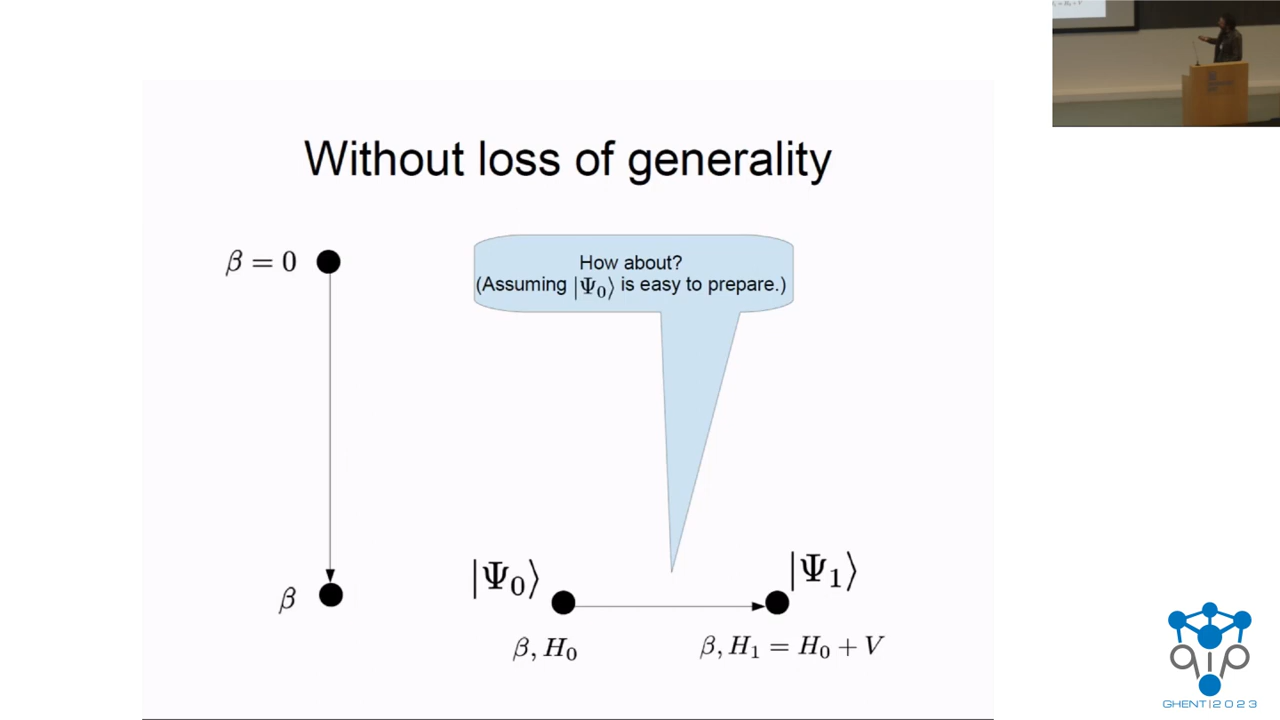 Without loss of generality
β = 0
How about?
(Assuming |Ψ₀⟩ is easy to prepare.)
β
|Ψ₀⟩
|Ψ₁⟩
β, H₀
β, H₁ = H₀ + V
qip
GHENT|2023